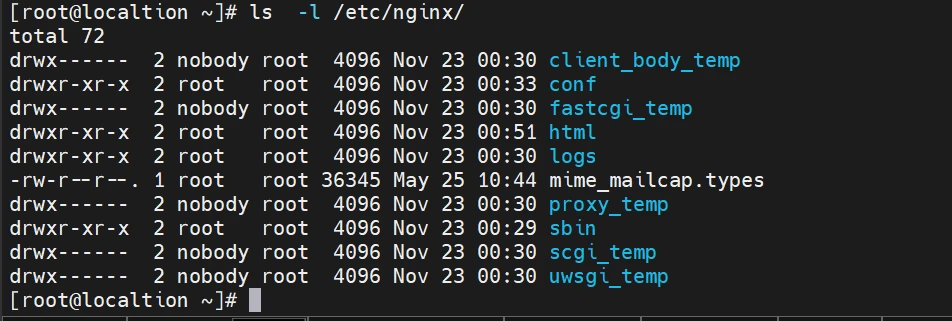 [root@localtion ~]# ls  -l /etc/nginx/
total 72
drwx------  2 nobody root  4096 Nov 23 00:30 client_body_temp
drwxr-xr-x  2 root   root  4096 Nov 23 00:33 conf
drwx------  2 nobody root  4096 Nov 23 00:30 fastcgi_temp
drwxr-xr-x  2 root   root  4096 Nov 23 00:51 html
drwxr-xr-x  2 root   root  4096 Nov 23 00:30 logs
-rw-r--r--. 1 root   root 36345 May 25 10:44 mime_mailcap.types
drwx------  2 nobody root  4096 Nov 23 00:30 proxy_temp
drwxr-xr-x  2 root   root  4096 Nov 23 00:29 sbin
drwx------  2 nobody root  4096 Nov 23 00:30 scgi_temp
drwx------  2 nobody root  4096 Nov 23 00:30 uwsgi_temp
[root@localtion ~]#